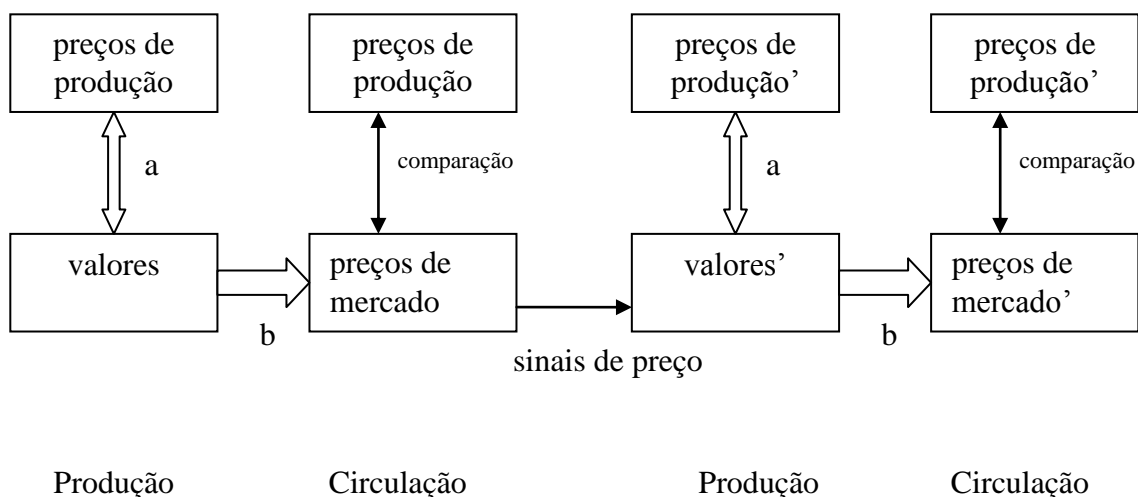 preços de
produção
preços de
produção
preços de
produção’
preços de
produção’
a
comparação
a
comparação
valores
preços de
mercado
valores’
preços de
mercado’
b
b
sinais de preço
Produção
Circulação
Produção
Circulação